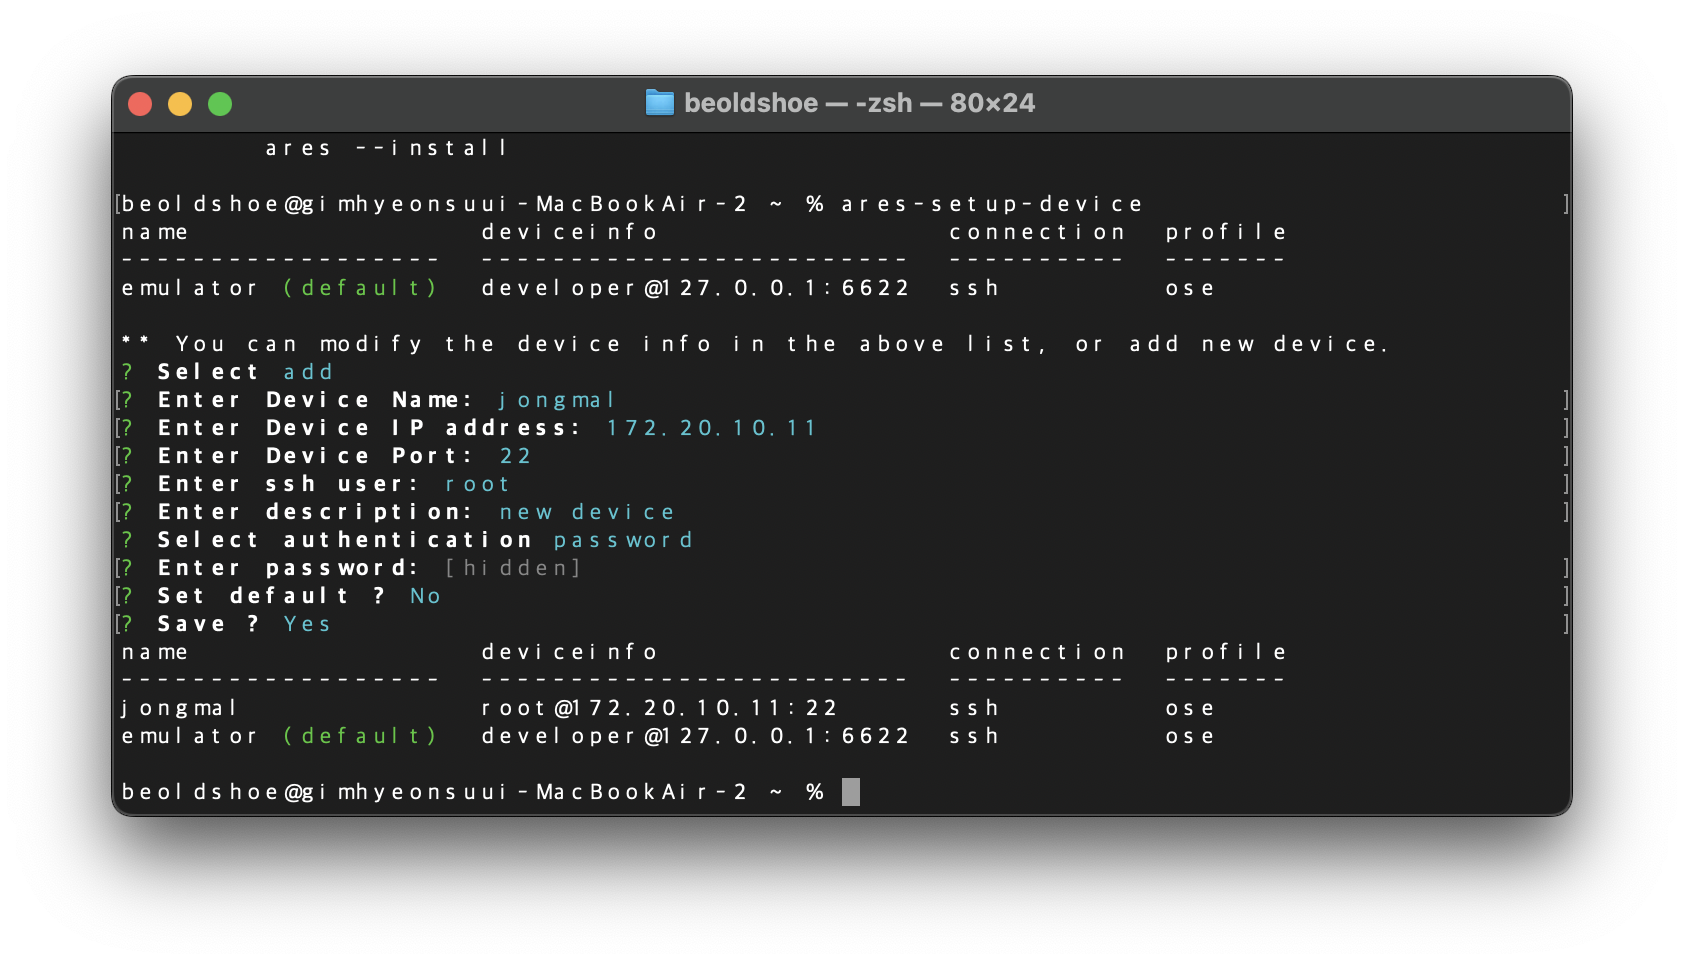 beoldshoe — -zsh — 80×24
ares --install
[beoldshoe@gimhyeonsuui-MacBookAir-2 ~ % ares-setup-device ]
name deviceinfo connection profile
------------------ ------------------------ ---------- -------
emulator (default) developer@127.0.0.1:6622 ssh ose
** You can modify the device info in the above list, or add new device.
? Select add
[? Enter Device Name: jongmal ]
[? Enter Device IP address: 172.20.10.11 ]
[? Enter Device Port: 22 ]
[? Enter ssh user: root ]
[? Enter description: new device ]
? Select authentication password
[? Enter password: [hidden] ]
[? Set default ? No ]
[? Save ? Yes ]
name deviceinfo connection profile
------------------ ------------------------ ---------- -------
jongmal root@172.20.10.11:22 ssh ose
emulator (default) developer@127.0.0.1:6622 ssh ose
beoldshoe@gimhyeonsuui-MacBookAir-2 ~ %